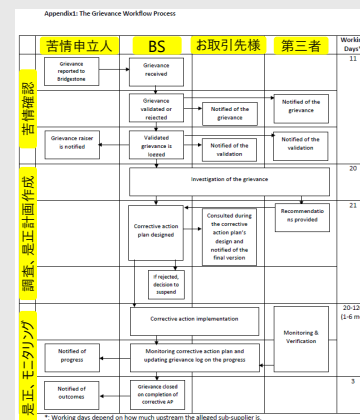 Appendix1: The Grievance Workflow Process
苦情申立人
BS
お取引先様
第三者
Working
Days*
苦情確認
Grievance
reported to
Bridgestone
Grievance
received
11
Grievance
validated or
rejected
Notified of the
grievance
Notified of the
grievance
Grievance raiser
is notified
Validated
grievance is
logged
Notified of the
validation
Notified of the
validation
調査、是正計画作成
Investigation of the grievance
20
Corrective action
plan designed
Consulted during
the corrective
action plan's
design and
notified of the
final version
Recommendatio
ns provided
21
If rejected,
decision to
suspend
是正、モニタリング
Corrective action implementation
Monitoring &
Verification
20-12
(1-6 m
Notified of
progress
Monitoring corrective action plan and
updating grievance log on the progress
Notified of
outcomes
Grievance closed
on completion of
corrective AP
3
*: Working days depend on how much upstream the alleged sub-supplier is.